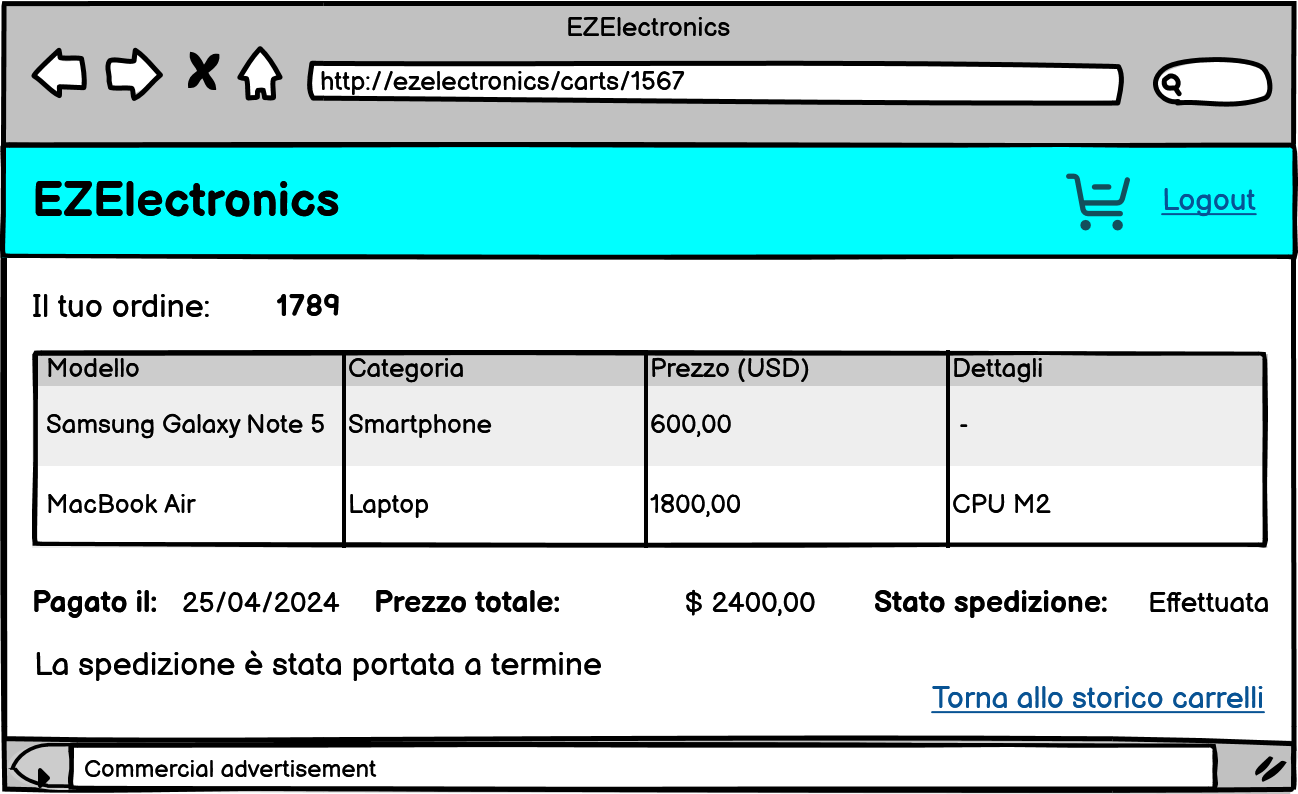 EZElectronics
http://ezelectronics/carts/1567
EZElectronics Logout
Il tuo ordine: 1789
Modello Categoria Prezzo (USD) Dettagli
Samsung Galaxy Note 5 Smartphone 600,00 -
MacBook Air Laptop 1800,00 CPU M2
Pagato il: 25/04/2024 Prezzo totale: $ 2400,00 Stato spedizione: Effettuata
La spedizione è stata portata a termine
Torna allo storico carrelli
Commercial advertisement